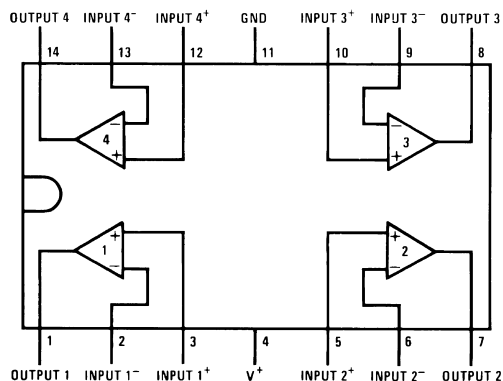 OUTPUT 4 INPUT 4⁻ INPUT 4⁺ GND INPUT 3⁺ INPUT 3⁻ OUTPUT 3
14 13 12 11 10 9 8
− −
4 3
+ +
+ +
1 2
− −
1 2 3 4 5 6 7
OUTPUT 1 INPUT 1⁻ INPUT 1⁺ V⁺ INPUT 2⁺ INPUT 2⁻ OUTPUT 2